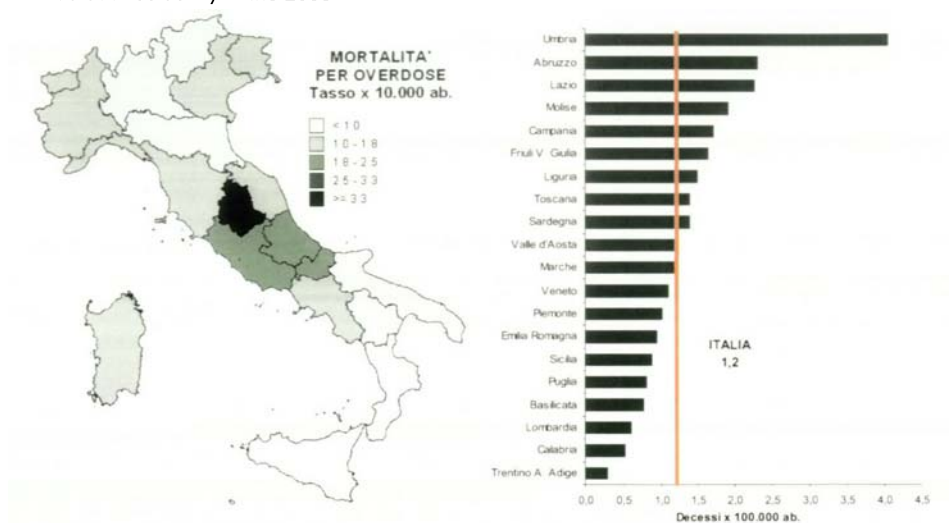 MORTALITA'
PER OVERDOSE
Tasso x 10.000 ab.
< 1 0
1 0 - 1 8
1 8 - 2 5
2 5 - 3 3
>= 3 3
Umbria
Abruzzo
Lazio
Molise
Campania
Friuli V. Giulia
Liguria
Toscana
Sardegna
Valle d'Aosta
Marche
Veneto
Piemonte
Emilia Romagna
Sicilia
Puglia
Basilicata
Lombardia
Calabria
Trentino A. Adige
ITALIA
1,2
0,0 0,5 1,0 1,5 2,0 2,5 3,0 3,5 4,0 4,5
Decessi x 100.000 ab.